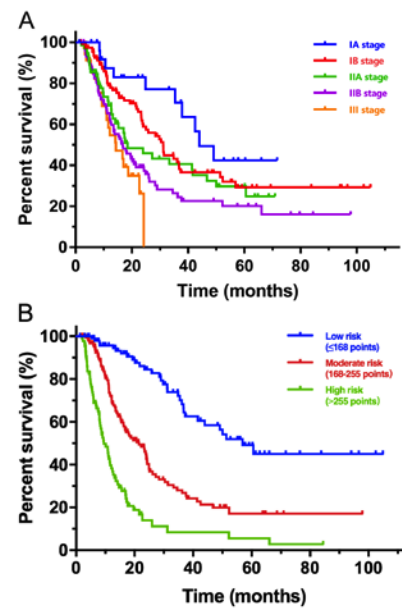 A
Percent survival (%)
100
80
60
40
20
0
IA stage
IB stage
IIA stage
IIB stage
III stage
0 20 40 60 80 100
Time (months)
B
Percent survival (%)
100
80
60
40
20
0
Low risk
(≤168 points)
Moderate risk
(168-255 points)
High risk
(>255 points)
0 20 40 60 80 100
Time (months)